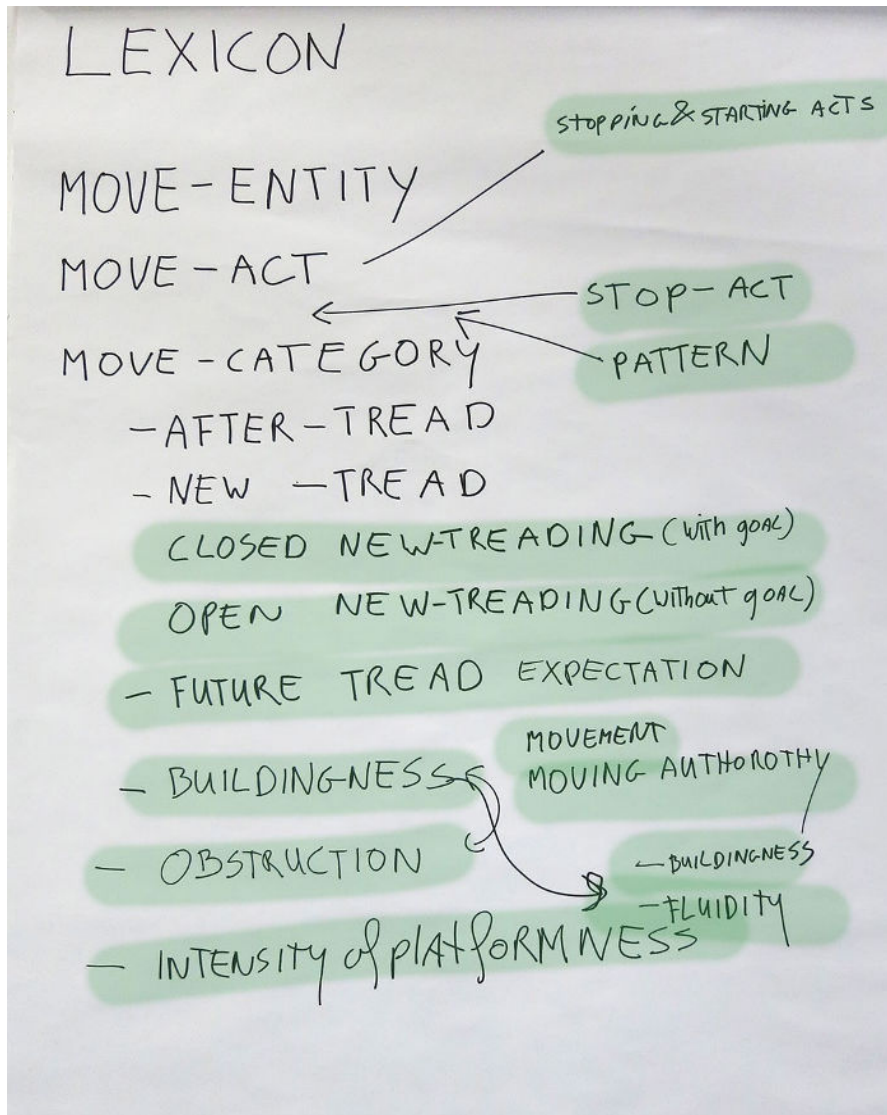 LEXICON
STOPPING & STARTING ACTS
MOVE-ENTITY
MOVE-ACT
STOP-ACT
PATTERN
MOVE-CATEGORY
-AFTER-TREAD
-NEW-TREAD
CLOSED NEW-TREADING (with goAL)
OPEN NEW-TREADING (without goAL)
- FUTURE TREAD EXPECTATION
MOVEMENT
MOVING AUTHOROTHY
- BUILDINGNESS
- OBSTRUCTION
- BUILDINGNESS
- FLUIDITY
- INTENSITY of plAtfORMNESS